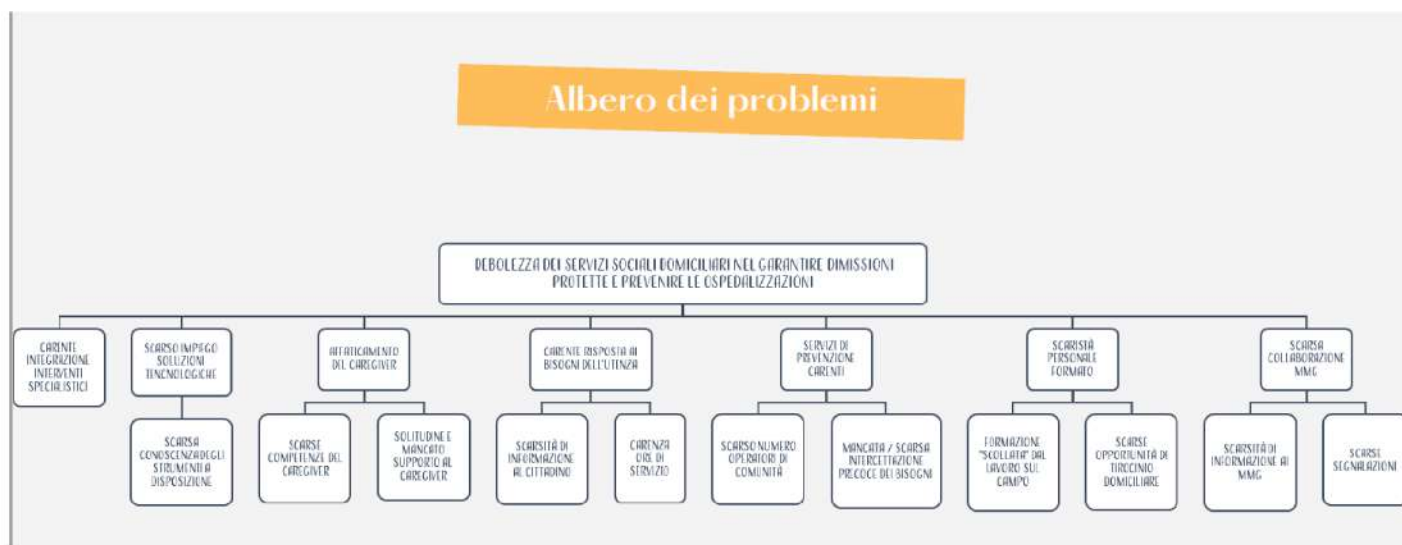 Albero dei problemi
DEBOLEZZA DEI SERVIZI SOCIALI DOMICILIARI NEL GARANTIRE DIMISSIONI
PROTETTE E PREVENIRE LE OSPEDALIZZAZIONI
CARENTE
INTEGRAZIONE
INTERVENTI
SPECIALISTICI
SCARSO IMPEGO
SOLUZIONI
TENCNOLOGICHE
AFFATICAMENTO
DEL CAREGIVER
CARENTE RISPOSTA AI
BISOGNI DELL'UTENZA
SERVIZI DI
PREVENZIONE
CARENTI
SCARISTÀ
PERSONALE
FORMATO
SCARSA
COLLABORAZIONE
MMG
SCARSA
CONOSCENZA DEGLI
STRUMENTI A
DISPOSIZIONE
SCARSE
COMPETENZE DEL
CAREGIVER
SOLITUDINE E
MANCATO
SUPPORTO AL
CAREGIVER
SCARSITÀ DI
INFORMAZIONE
AL CITTADINO
CARENZA
ORE DI
SERVIZIO
SCARSO NUMERO
OPERATORI DI
COMUNITÀ
MANCATA / SCARSA
INTERCETTAZIONE
PRECOCE DEI BISOGNI
FORMAZIONE
"SCOLLATA" DAL
LAVORO SUL
CAMPO
SCARSE
OPPORTUNITÀ DI
TIROCINIO
DOMICILIARE
SCARSITÀ DI
INFORMAZIONE AI
MMG
SCARSE
SEGNALAZIONI